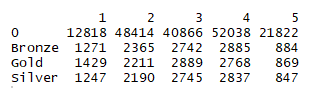 1 2 3 4 5
0 12818 48414 40866 52038 21822
Bronze 1271 2365 2742 2885 884
Gold 1429 2211 2889 2768 869
Silver 1247 2190 2745 2837 847